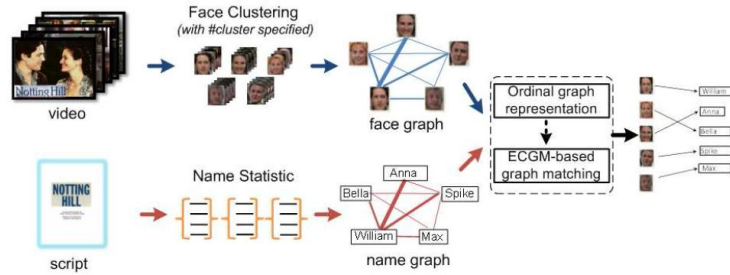 Face Clustering
(with #cluster specified)
Notting Hill
video
face graph
Ordinal graph
representation
ECGM-based
graph matching
William
Anna
Bella
Spike
Max
NOTTING
HILL
script
Name Statistic
Anna
Bella
Spike
William
Max
name graph